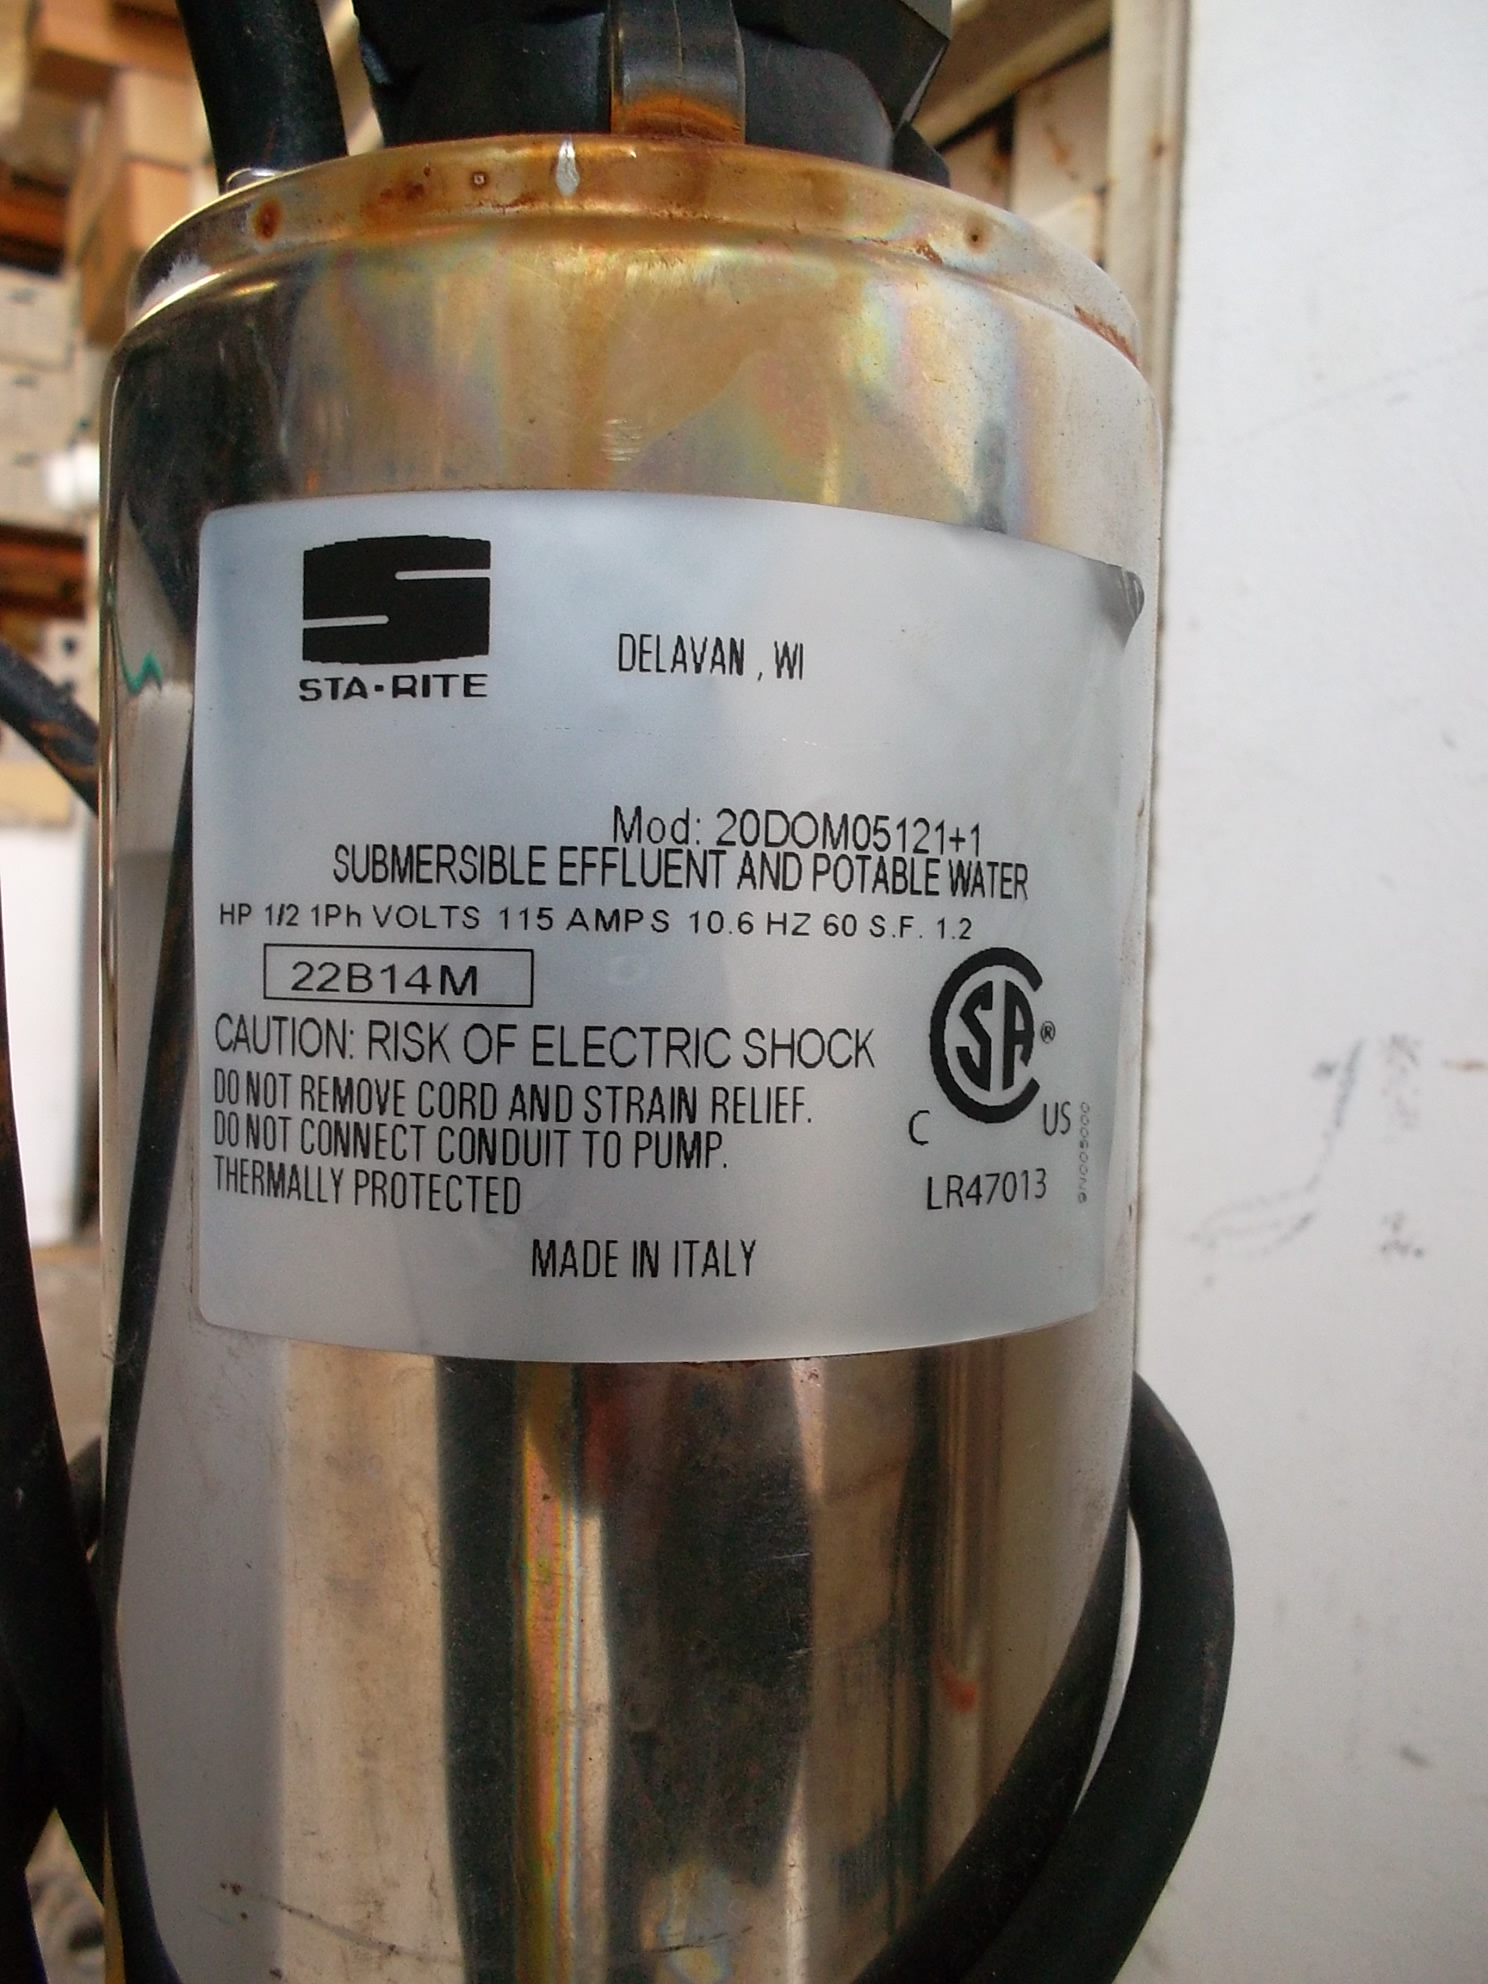 STA-RITE
DELAVAN , WI
Mod: 20DOM05121+1
SUBMERSIBLE EFFLUENT AND POTABLE WATER
HP 1/2 1Ph VOLTS 115 AMPS 10.6 HZ 60 S.F. 1.2
22B14M
CAUTION: RISK OF ELECTRIC SHOCK
DO NOT REMOVE CORD AND STRAIN RELIEF.
DO NOT CONNECT CONDUIT TO PUMP.
THERMALLY PROTECTED
MADE IN ITALY
CSA®
C US
LR47013